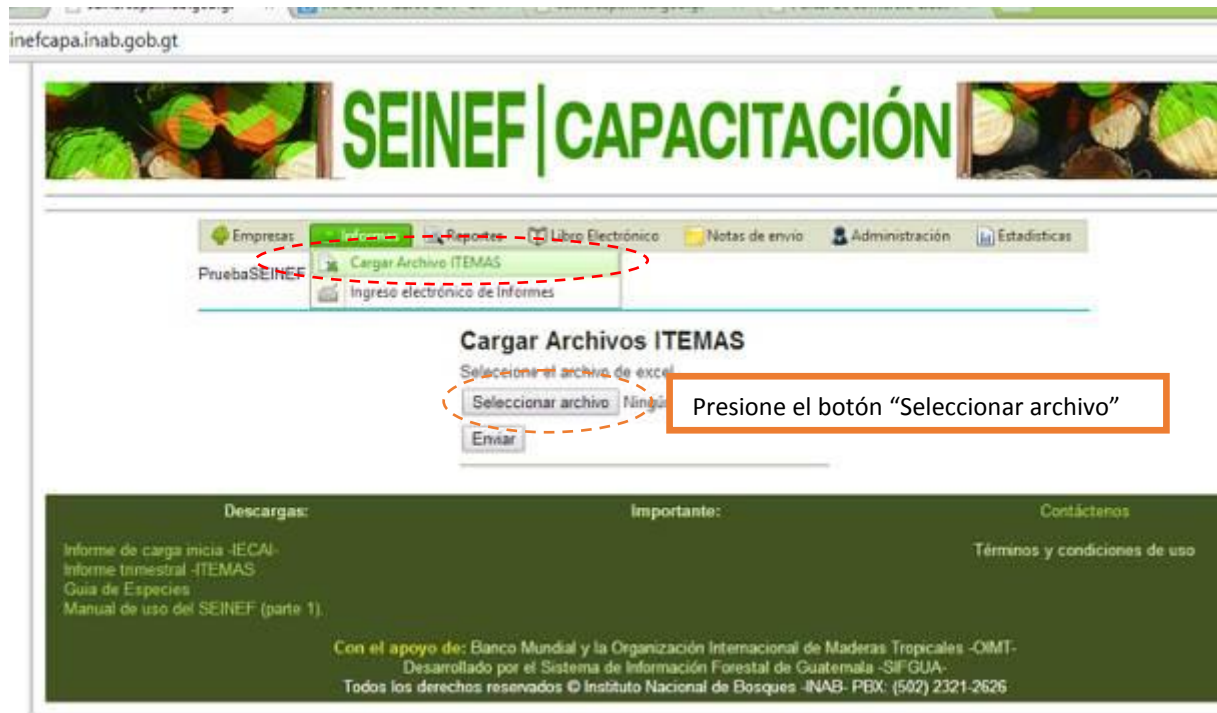 inefcapa.inab.gob.gt
SEINEF | CAPACITACIÓN
Empresas Informes Reportes Libro Electrónico Notas de envio Administración Estadisticas
Cargar Archivo ITEMAS
PruebaSEINEF
Ingreso electrónico de Informes
Cargar Archivos ITEMAS
Seleccione el archivo de excel
Seleccionar archivo
Presione el botón “Seleccionar archivo”
Enviar
Descargas: Importante: Contáctenos
Informe de carga inicia -IECAI- Términos y condiciones de uso
Informe trimestral -ITEMAS
Guia de Especies
Manual de uso del SEINEF (parte 1).
Con el apoyo de: Banco Mundial y la Organización Internacional de Maderas Tropicales -OIMT-
Desarrollado por el Sistema de Información Forestal de Guatemala -SIFGUA-
Todos los derechos reservados © Instituto Nacional de Bosques -INAB- PBX: (502) 2321-2626